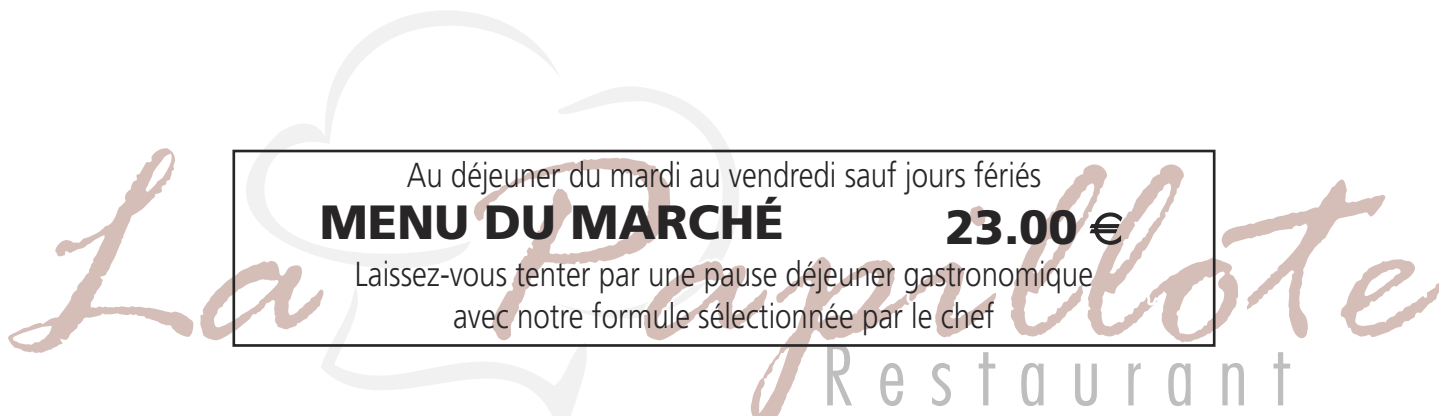 Au déjeuner du mardi au vendredi sauf jours fériés
MENU DU MARCHÉ 23.00 €
Laissez-vous tenter par une pause déjeuner gastronomique
avec notre formule sélectionnée par le chef
La Papillote
Restaurant